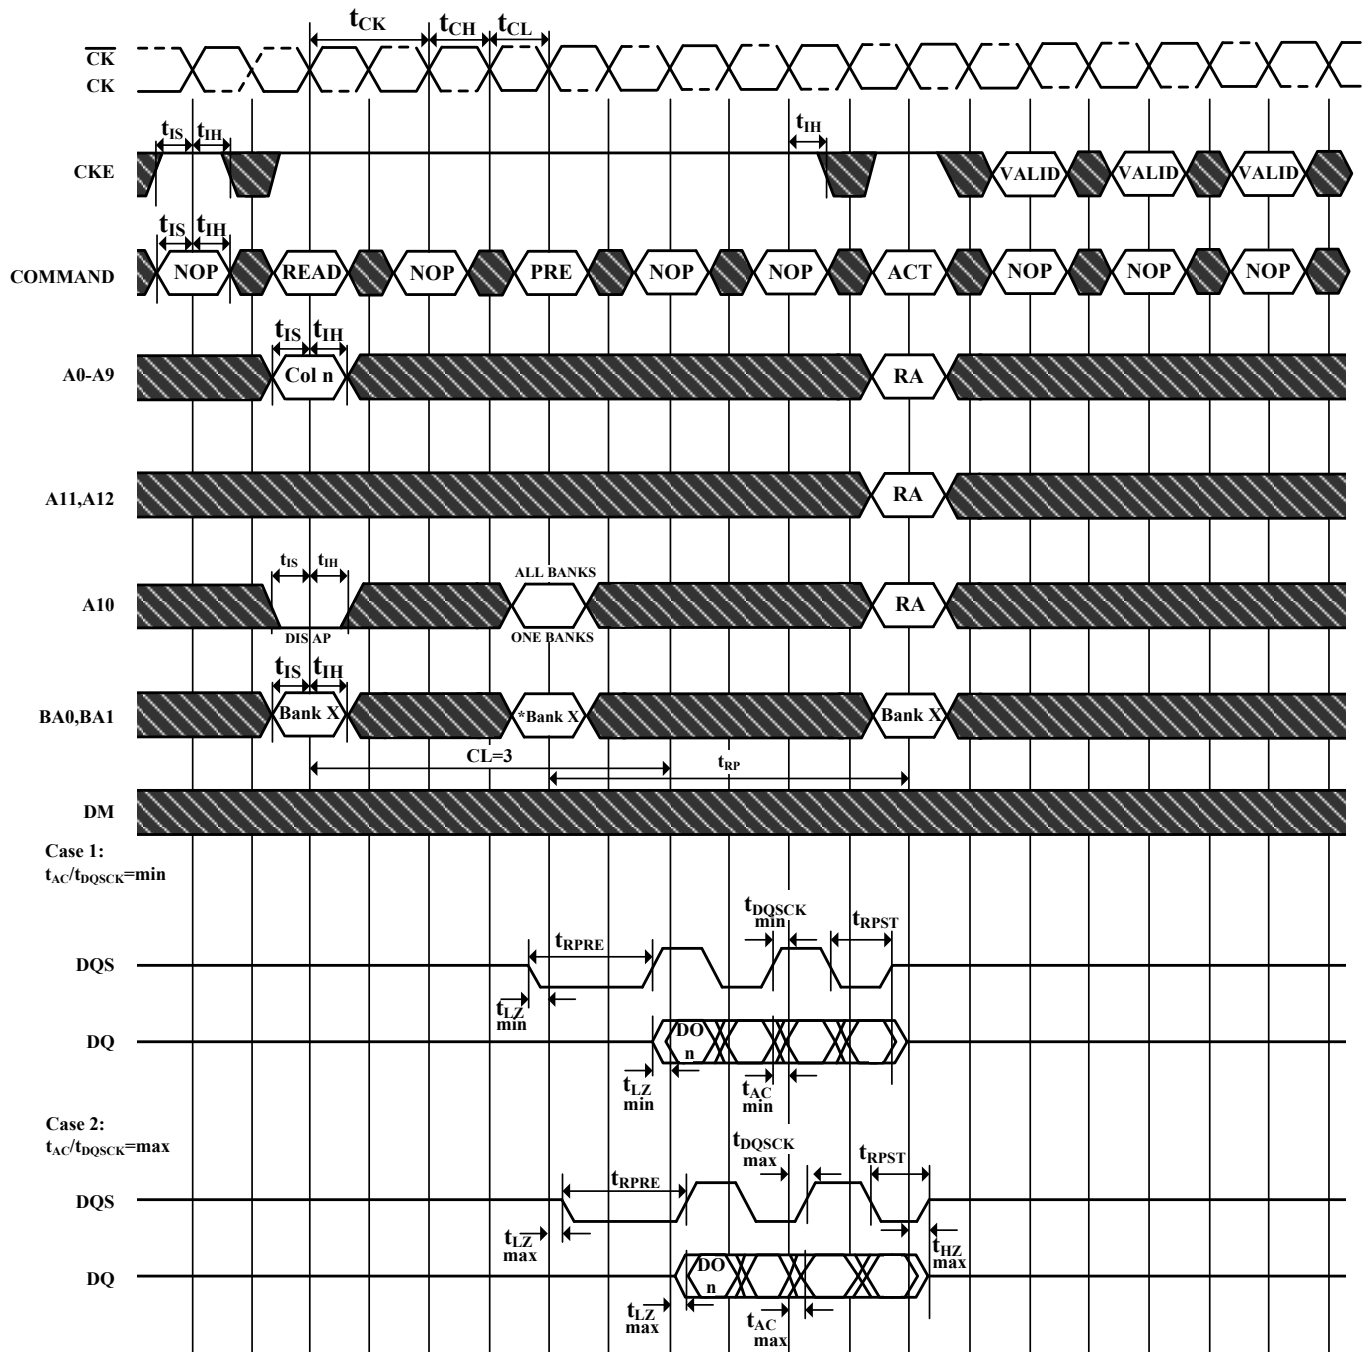 tCK tCH tCL
CK
CK
tIS tIH tIH
CKE VALID VALID VALID
tIS tIH
COMMAND NOP READ NOP PRE NOP NOP ACT NOP NOP NOP
tIS tIH
A0-A9 Col n RA
A11,A12 RA
tIS tIH ALL BANKS
A10 RA
DIS AP ONE BANKS
tIS tIH
BA0,BA1 Bank X *Bank X Bank X
CL=3 tRP
DM
Case 1:
tAC/tDQSCK=min
tDQSCK
min
tRPST
tRPRE
DQS
tLZ
min
DQ DO
n
tLZ
min
tAC
min
Case 2:
tAC/tDQSCK=max
tDQSCK
max
tRPST
tRPRE
DQS
tLZ
max
tHZ
max
DQ DO
n
tLZ
max
tAC
max